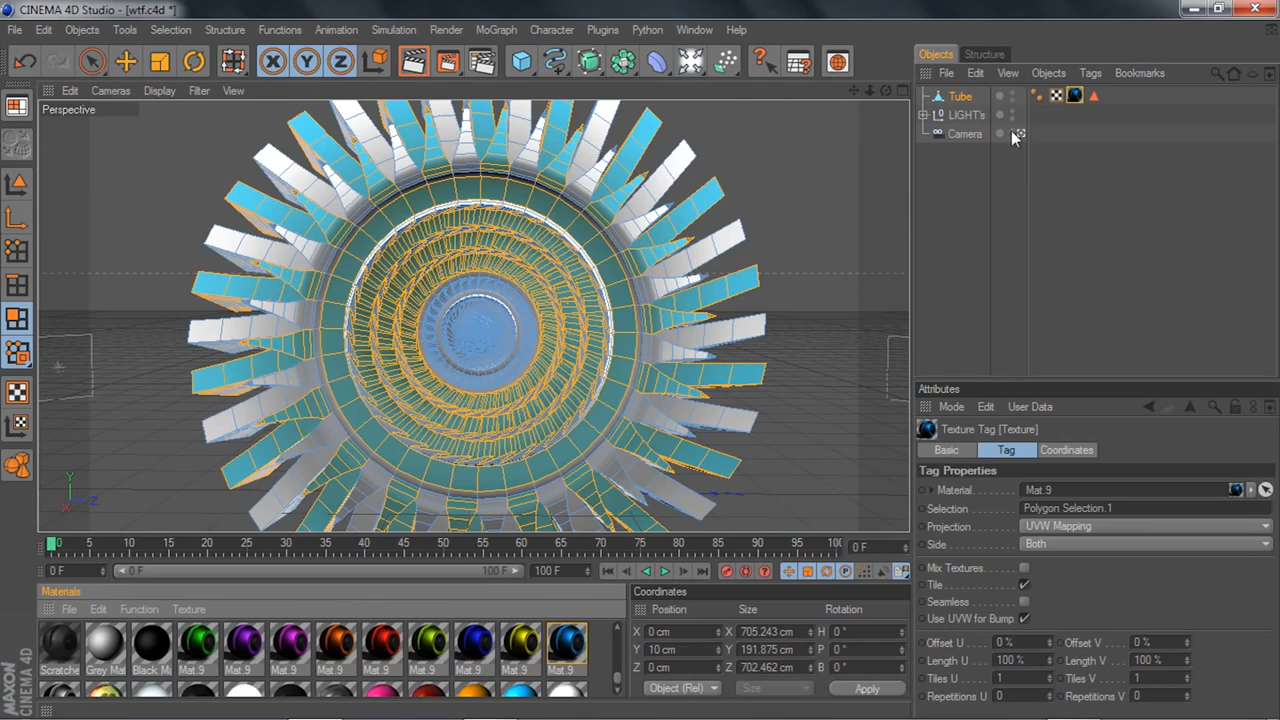 CINEMA 4D Studio - [wtf.c4d *]
File Edit Objects Tools Selection Structure Functions Animation Simulation Render MoGraph Character Plugins Python Window Help
Edit Cameras Display Filter View
Perspective
Y
Z
X
0 5 10 15 20 25 30 35 40 45 50 55 60 65 70 75 80 85 90 95 10
0 F
0 F
0 F
100 F
100 F
Materials
File Edit Function Texture
Scratche Grey Mat Black M Mat.9 Mat.9 Mat.9 Mat.9 Mat.9 Mat.9 Mat.9 Mat.9 Mat.9
MAXON
CINEMA 4D
Coordinates
Position Size Rotation
X 0 cm X 705.243 cm H 0 °
Y 10 cm Y 191.875 cm P 0 °
Z 0 cm Z 702.462 cm B 0 °
Object (Rel) Size Apply
Objects Structure
File Edit View Objects Tags Bookmarks
Tube
LIGHT's
Camera
Attributes
Mode Edit User Data
Texture Tag [Texture]
Basic Tag Coordinates
Tag Properties
Material Mat.9
Selection Polygon Selection.1
Projection UVW Mapping
Side Both
Mix Textures
Tile
Seamless
Use UVW for Bump
Offset U 0 % Offset V 0 %
Length U 100 % Length V 100 %
Tiles U 1 Tiles V 1
Repetitions U 0 Repetitions V 0